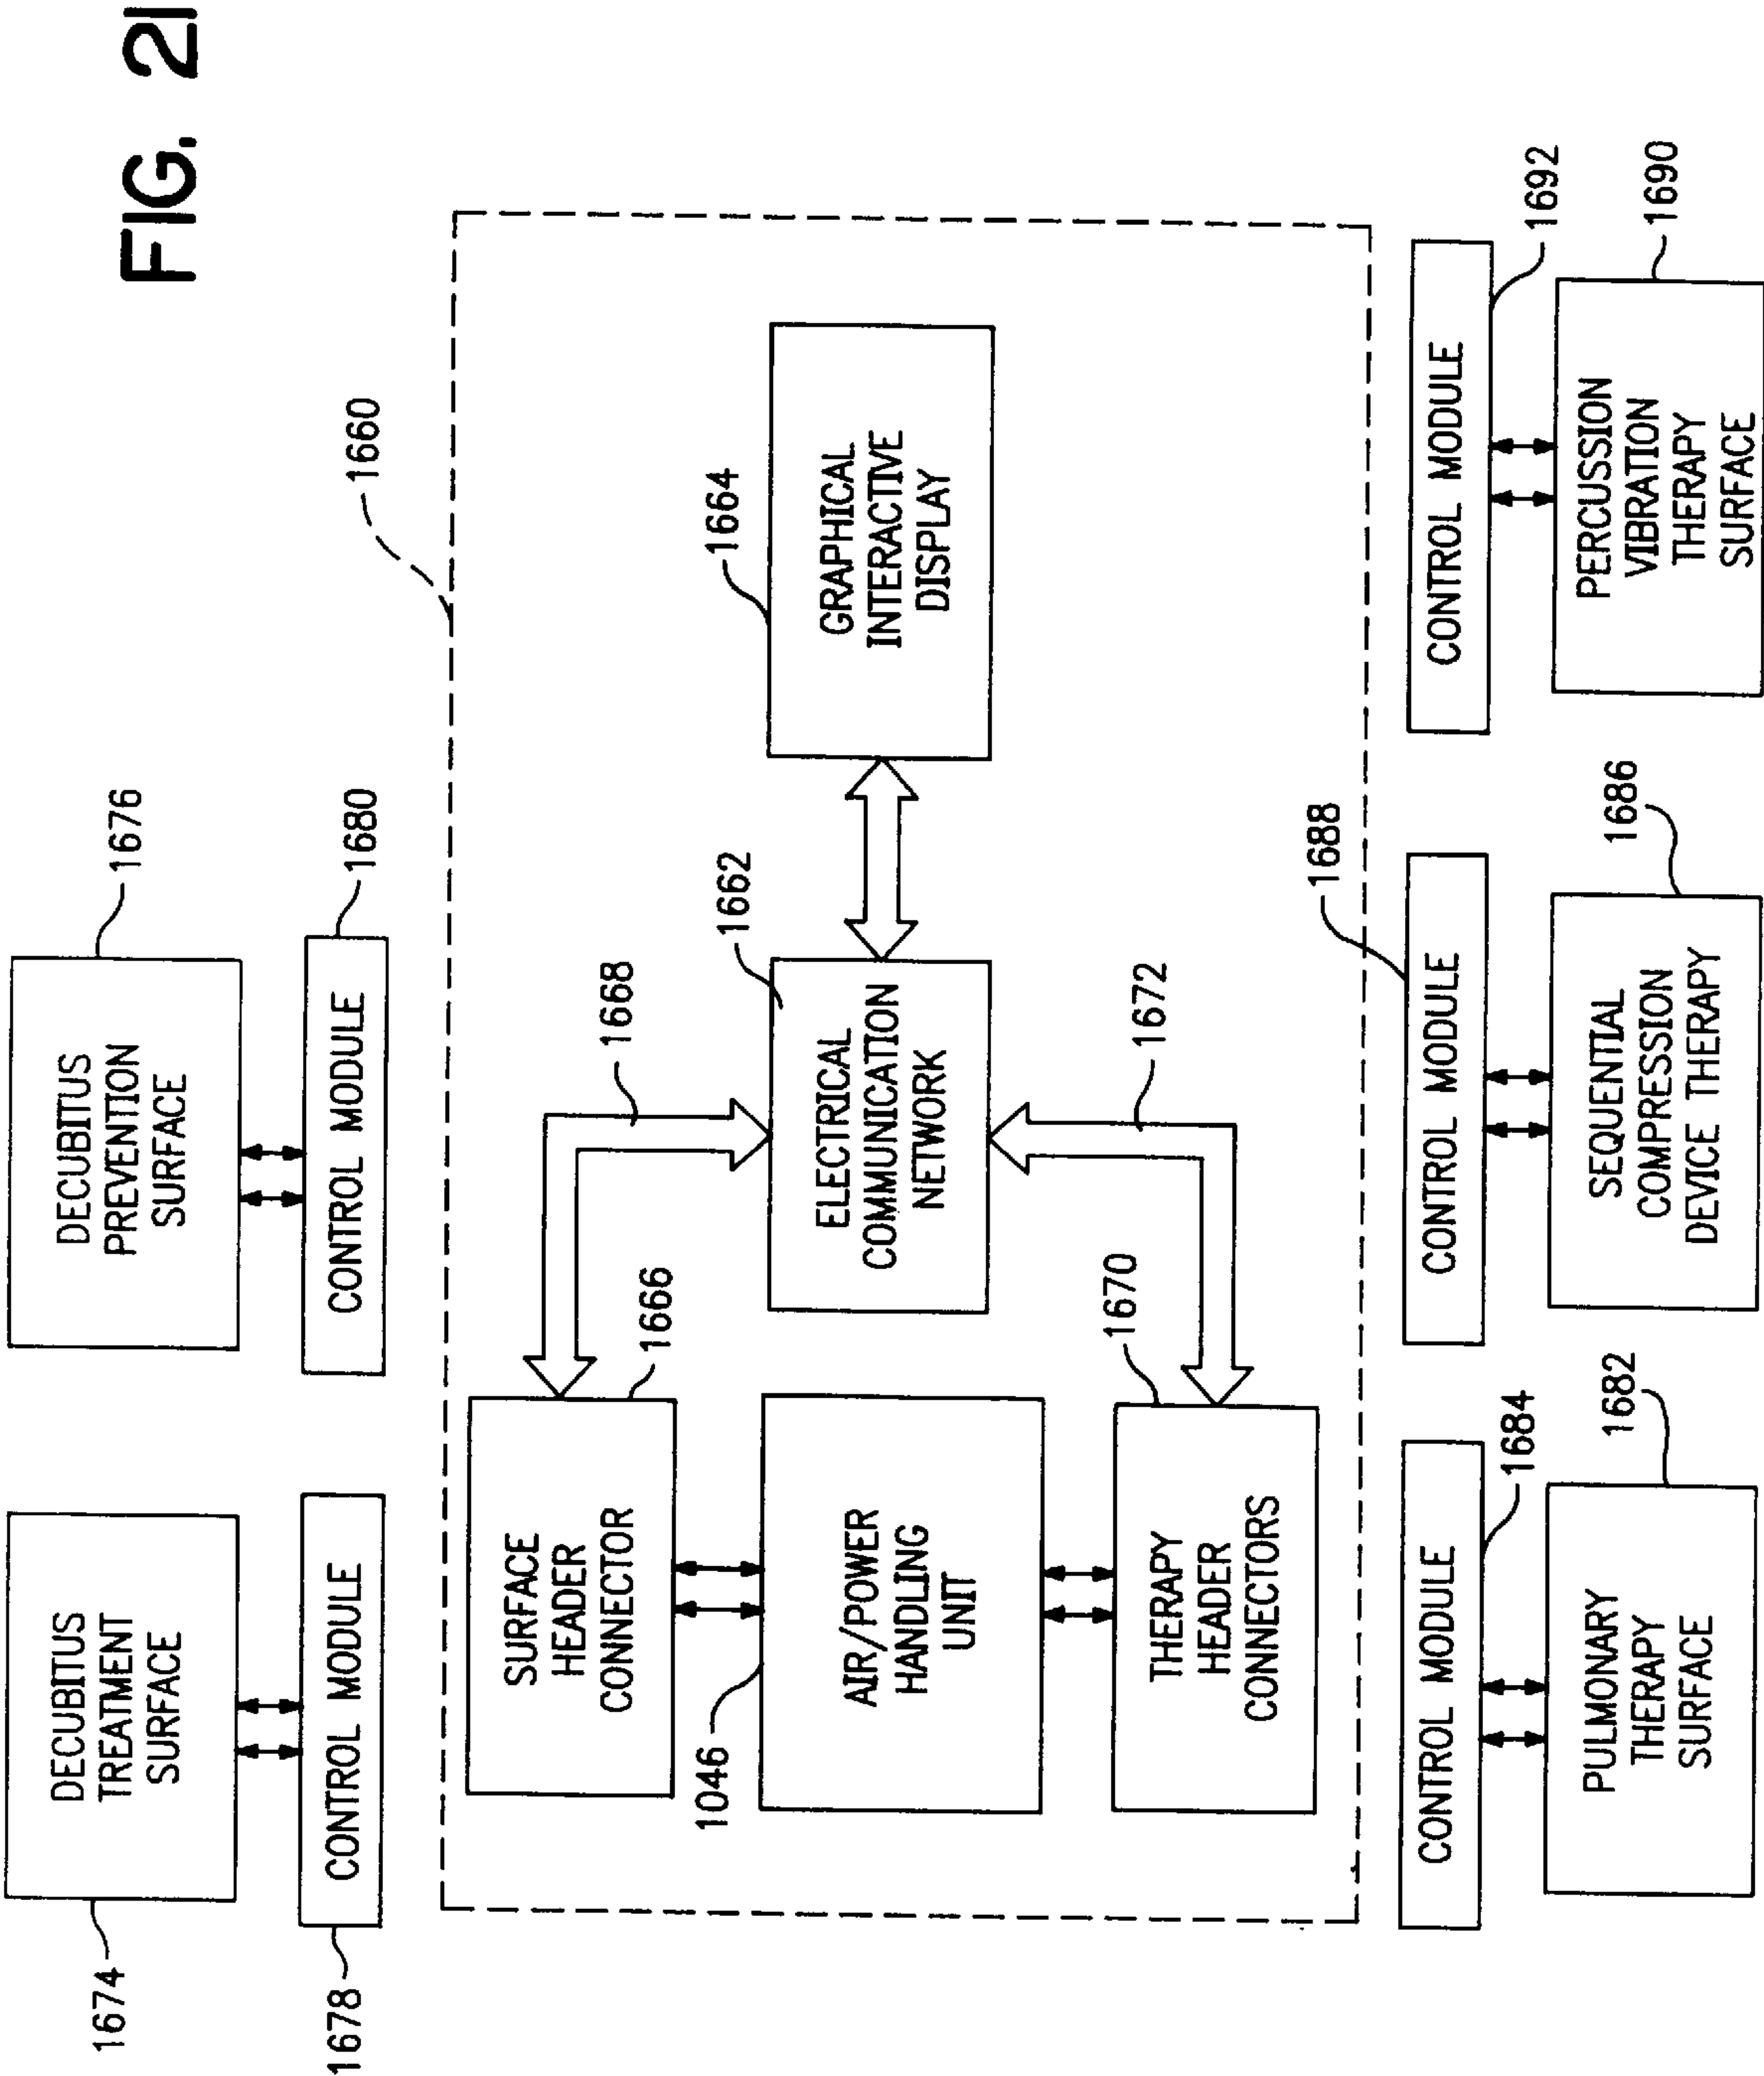 FIG. 21
1674
DECUBITUS
TREATMENT
SURFACE
1676
DECUBITUS
PREVENTION
SURFACE
1678
CONTROL MODULE
1680
CONTROL MODULE
1660
SURFACE
HEADER
CONNECTOR
1666
1668
1046
AIR/POWER
HANDLING
UNIT
1662
ELECTRICAL
COMMUNICATION
NETWORK
1664
GRAPHICAL
INTERACTIVE
DISPLAY
1670
THERAPY
HEADER
CONNECTORS
1672
CONTROL MODULE
1684
1688
CONTROL MODULE
CONTROL MODULE
1692
PULMONARY
THERAPY
SURFACE
1682
SEQUENTIAL
COMPRESSION
DEVICE THERAPY
1686
PERCUSSION
VIBRATION
THERAPY
SURFACE
1690